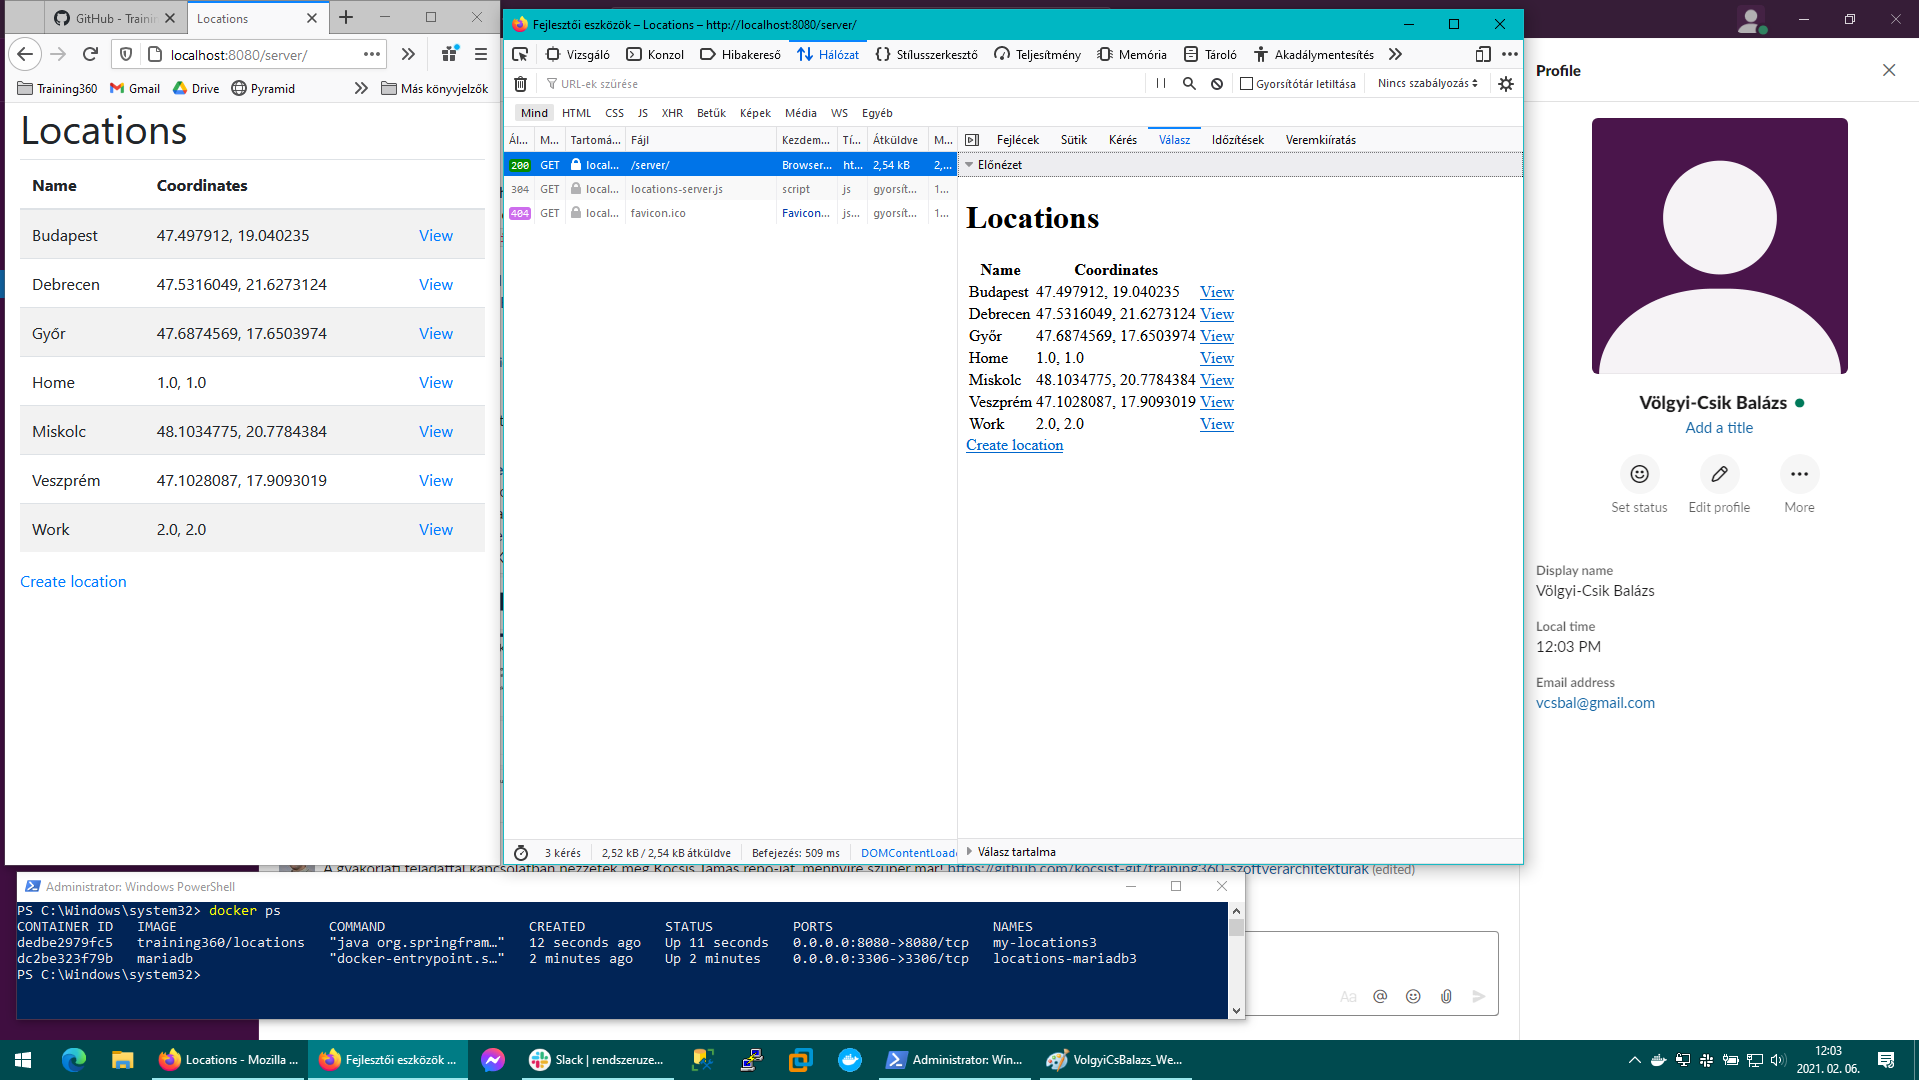 GitHub - Trainin
Locations
localhost:8080/server/
Training360
Gmail
Drive
Pyramid
Más könyvjelzők
Locations
Name Coordinates
Budapest 47.497912, 19.040235 View
Debrecen 47.5316049, 21.6273124 View
Győr 47.6874569, 17.6503974 View
Home 1.0, 1.0 View
Miskolc 48.1034775, 20.7784384 View
Veszprém 47.1028087, 17.9093019 View
Work 2.0, 2.0 View
Create location
Fejlesztői eszközök – Locations – http://localhost:8080/server/
Vizsgáló Konzol Hibakereső Hálózat Stílusszerkesztő Teljesítmény Memória Tároló Akadálymentesítés
URL-ek szűrése
Gyorsítótár letiltása
Nincs szabályozás
Mind HTML CSS JS XHR Betűk Képek Média WS Egyéb
Ál... M... Tartomá... Fájl Kezdem... Tí... Átküldve M...
200 GET local... /server/ Browser... ht... 2,54 kB 2,...
304 GET local... locations-server.js script js gyorsít... 1...
404 GET local... favicon.ico Favicon... js... gyorsít... 1...
3 kérés 2,52 kB / 2,54 kB átküldve Befejezés: 509 ms DOMContentLoade
Fejlécek Sütik Kérés Válasz Időzítések Veremkiíratás
Előnézet
Locations
Name Coordinates
Budapest 47.497912, 19.040235 View
Debrecen 47.5316049, 21.6273124 View
Győr 47.6874569, 17.6503974 View
Home 1.0, 1.0 View
Miskolc 48.1034775, 20.7784384 View
Veszprém 47.1028087, 17.9093019 View
Work 2.0, 2.0 View
Create location
Válasz tartalma
Profile
Völgyi-Csik Balázs
Add a title
Set status Edit profile More
Display name
Völgyi-Csik Balázs
Local time
12:03 PM
Email address
vcsbal@gmail.com
A gyakorlati feladattal kapcsolatban nézzétek meg Kocsis Tamás repo-ját, mennyire szuper már! https://github.com/kocsist-git/training360-szoftverarchitekturak (edited)
Aa
Administrator: Windows PowerShell
PS C:\Windows\system32> docker ps
CONTAINER ID IMAGE COMMAND CREATED STATUS PORTS NAMES
dedbe2979fc5 training360/locations "java org.springfram…" 12 seconds ago Up 11 seconds 0.0.0.0:8080->8080/tcp my-locations3
dc2be323f79b mariadb "docker-entrypoint.s…" 2 minutes ago Up 2 minutes 0.0.0.0:3306->3306/tcp locations-mariadb3
PS C:\Windows\system32>
Locations - Mozilla ...
Fejlesztői eszközök ...
Slack | rendszeruze...
Administrator: Win...
VolgyiCsBalazs_We...
12:03
2021. 02. 06.